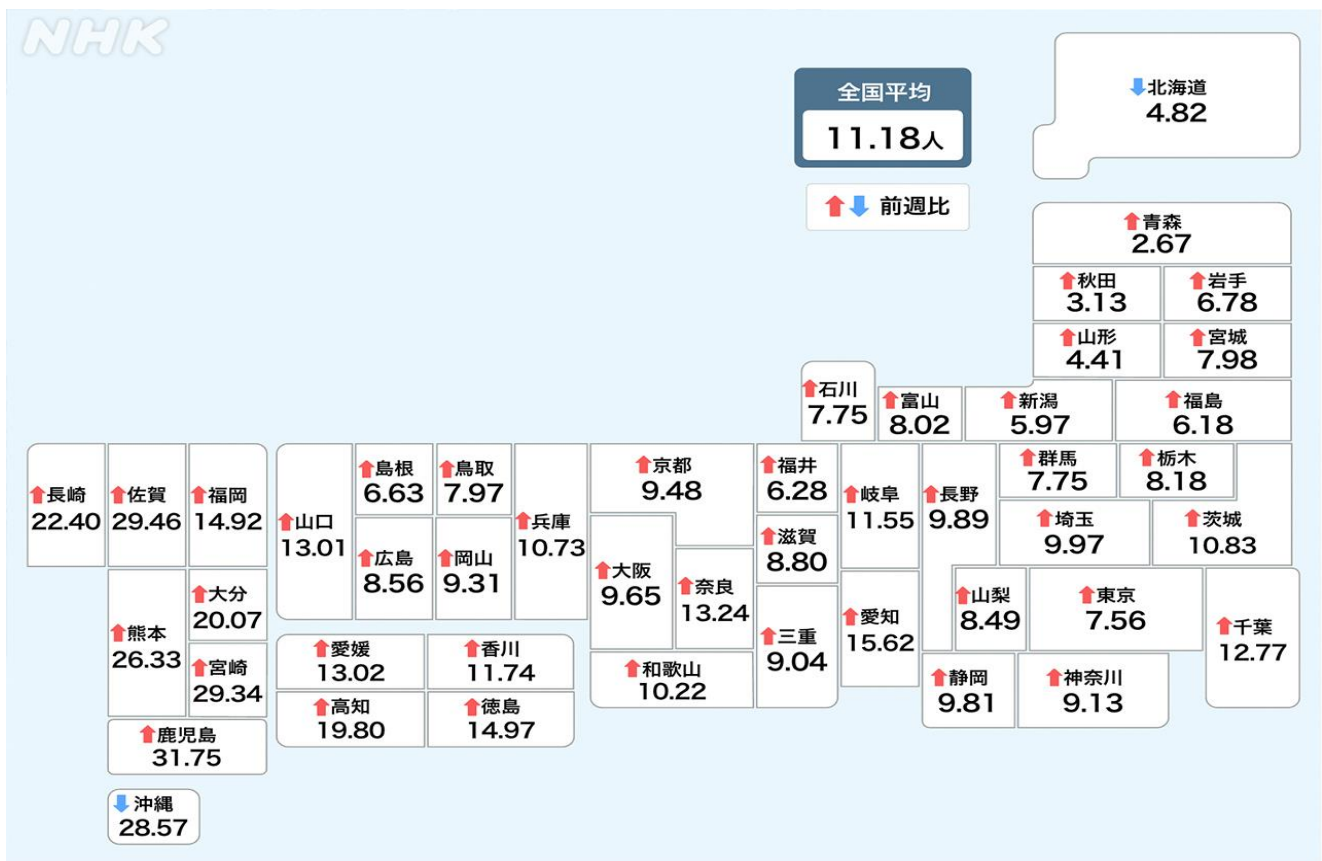 NHK
全国平均
11.18人
前週比
北海道
4.82
青森
2.67
秋田
3.13
岩手
6.78
山形
4.41
宮城
7.98
石川
7.75
富山
8.02
新潟
5.97
福島
6.18
長崎
22.40
佐賀
29.46
福岡
14.92
山口
13.01
島根
6.63
鳥取
7.97
兵庫
10.73
京都
9.48
福井
6.28
岐阜
11.55
長野
9.89
群馬
7.75
栃木
8.18
埼玉
9.97
茨城
10.83
広島
8.56
岡山
9.31
大阪
9.65
奈良
13.24
滋賀
8.80
三重
9.04
愛知
15.62
山梨
8.49
東京
7.56
千葉
12.77
熊本
26.33
大分
20.07
宮崎
29.34
愛媛
13.02
香川
11.74
和歌山
10.22
静岡
9.81
神奈川
9.13
高知
19.80
徳島
14.97
鹿児島
31.75
沖縄
28.57